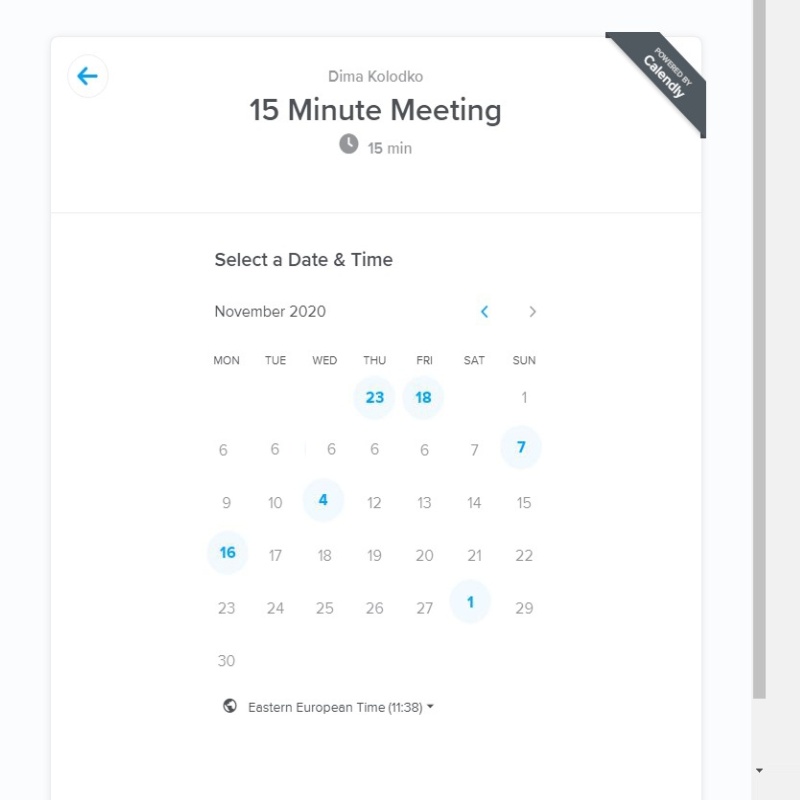 POWERED BY
Calendly
Dima Kolodko
15 Minute Meeting
15 min
Select a Date & Time
November 2020
MON TUE WED THU FRI SAT SUN
23 18 1
6 6 6 6 6 7 7
9 10 4 12 13 14 15
16 17 18 19 20 21 22
23 24 25 26 27 1 29
30
Eastern European Time (11:38)